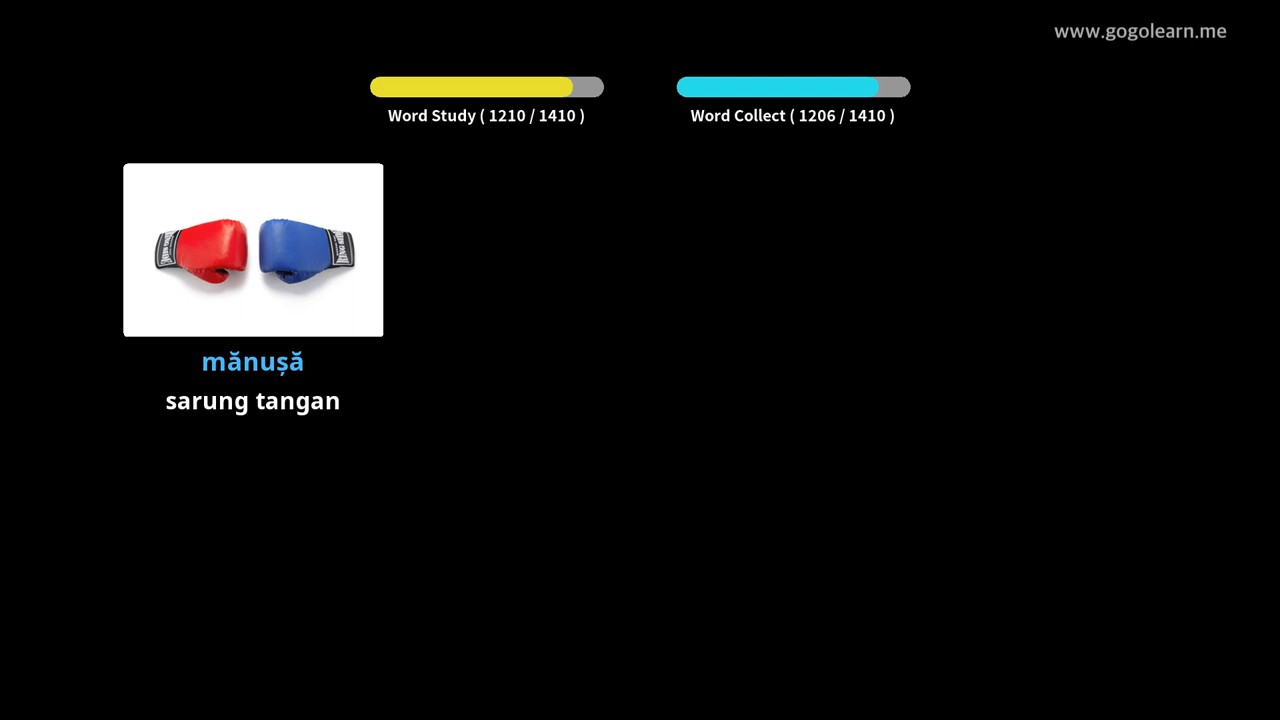 www.gogolearn.me
Word Study ( 1210 / 1410 )
Word Collect ( 1206 / 1410 )
mănușă
sarung tangan